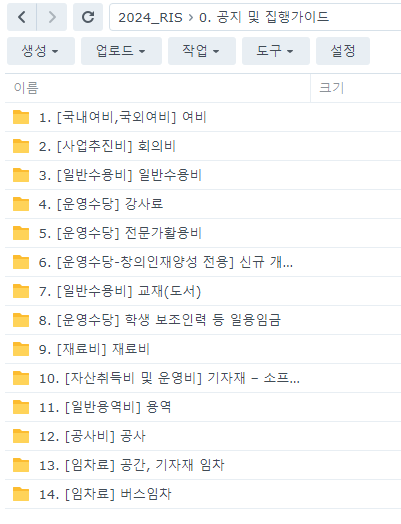 2024_RIS > 0. 공지 및 집행가이드
생성 업로드 작업 도구 설정
이름 크기
1. [국내여비,국외여비] 여비
2. [사업추진비] 회의비
3. [일반수용비] 일반수용비
4. [운영수당] 강사료
5. [운영수당] 전문가활용비
6. [운영수당-창의인재양성 전용] 신규 개...
7. [일반수용비] 교재(도서)
8. [운영수당] 학생 보조인력 등 일용임금
9. [재료비] 재료비
10. [자산취득비 및 운영비] 기자재 – 소프...
11. [일반용역비] 용역
12. [공사비] 공사
13. [임차료] 공간, 기자재 임차
14. [임차료] 버스임차